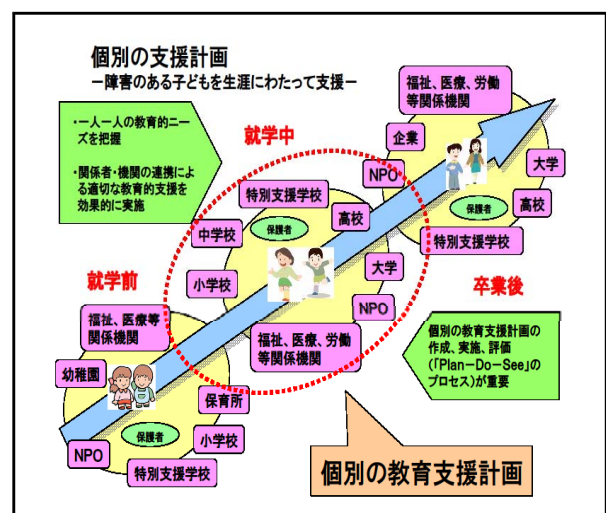 個別の支援計画
－障害のある子どもを生涯にわたって支援－
・一人一人の教育的ニー
ズを把握
・関係者・機関の連携によ
る適切な教育的支援を
効果的に実施
就学中
福祉、医療、労働
等関係機関
企業
NPO
大学
高校
保護者
特別支援学校
特別支援学校
高校
保護者
中学校
小学校
大学
NPO
福祉、医療、労働
等関係機関
就学前
卒業後
福祉、医療等
関係機関
幼稚園
保育所
保護者
小学校
NPO
特別支援学校
個別の教育支援計画の
作成、実施、評価
(「Plan－Do－See」の
プロセス)が重要
個別の教育支援計画